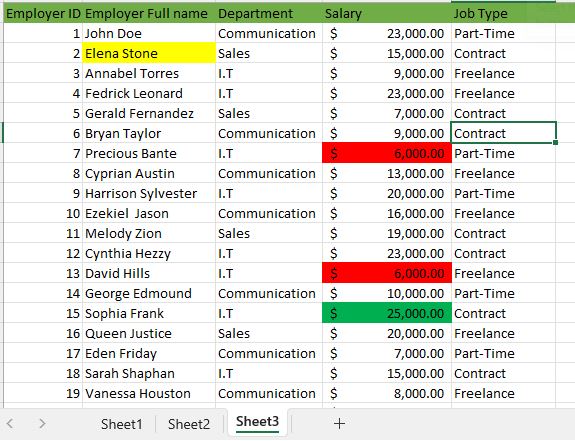 Employer ID Employer Full name Department Salary Job Type
1 John Doe Communication $ 23,000.00 Part-Time
2 Elena Stone Sales $ 15,000.00 Contract
3 Annabel Torres I.T $ 9,000.00 Freelance
4 Fedrick Leonard I.T $ 23,000.00 Freelance
5 Gerald Fernandez Sales $ 7,000.00 Contract
6 Bryan Taylor Communication $ 9,000.00 Contract
7 Precious Bante I.T $ 6,000.00 Part-Time
8 Cyprian Austin Communication $ 13,000.00 Freelance
9 Harrison Sylvester I.T $ 20,000.00 Part-Time
10 Ezekiel Jason Communication $ 16,000.00 Freelance
11 Melody Zion Sales $ 19,000.00 Contract
12 Cynthia Hezzy I.T $ 23,000.00 Contract
13 David Hills I.T $ 6,000.00 Freelance
14 George Edmound Communication $ 10,000.00 Part-Time
15 Sophia Frank I.T $ 25,000.00 Contract
16 Queen Justice Sales $ 20,000.00 Freelance
17 Eden Friday Communication $ 7,000.00 Part-Time
18 Sarah Shaphan I.T $ 15,000.00 Contract
19 Vanessa Houston Communication $ 8,000.00 Freelance
Sheet1 Sheet2 Sheet3 +